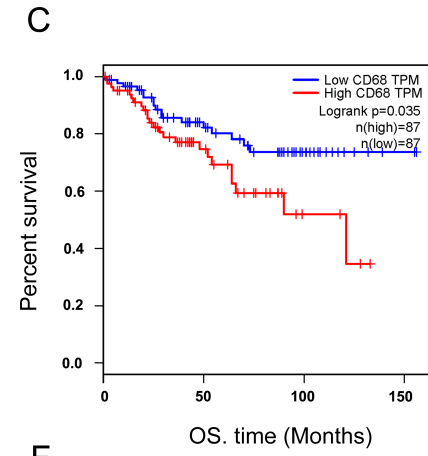 C
Low CD68 TPM
High CD68 TPM
Logrank p=0.035
n(high)=87
n(low)=87
Percent survival
1.0
0.8
0.6
0.4
0.2
0.0
0 50 100 150
OS. time (Months)